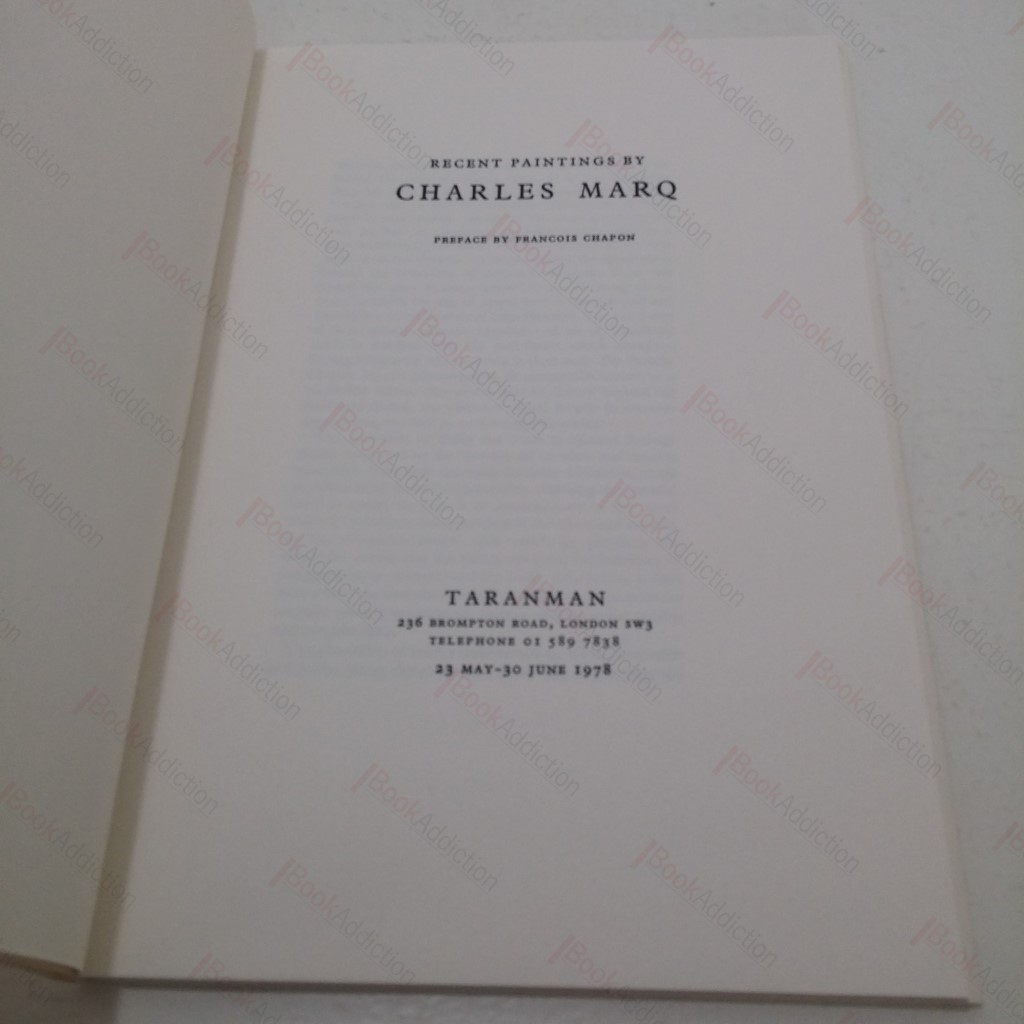 RECENT PAINTINGS BY
CHARLES MARQ
PREFACE BY FRANCOIS CHAPON
TARANMAN
236 BROMPTON ROAD, LONDON SW3
TELEPHONE 01 589 7838
23 MAY-30 JUNE 1978
BookAddiction